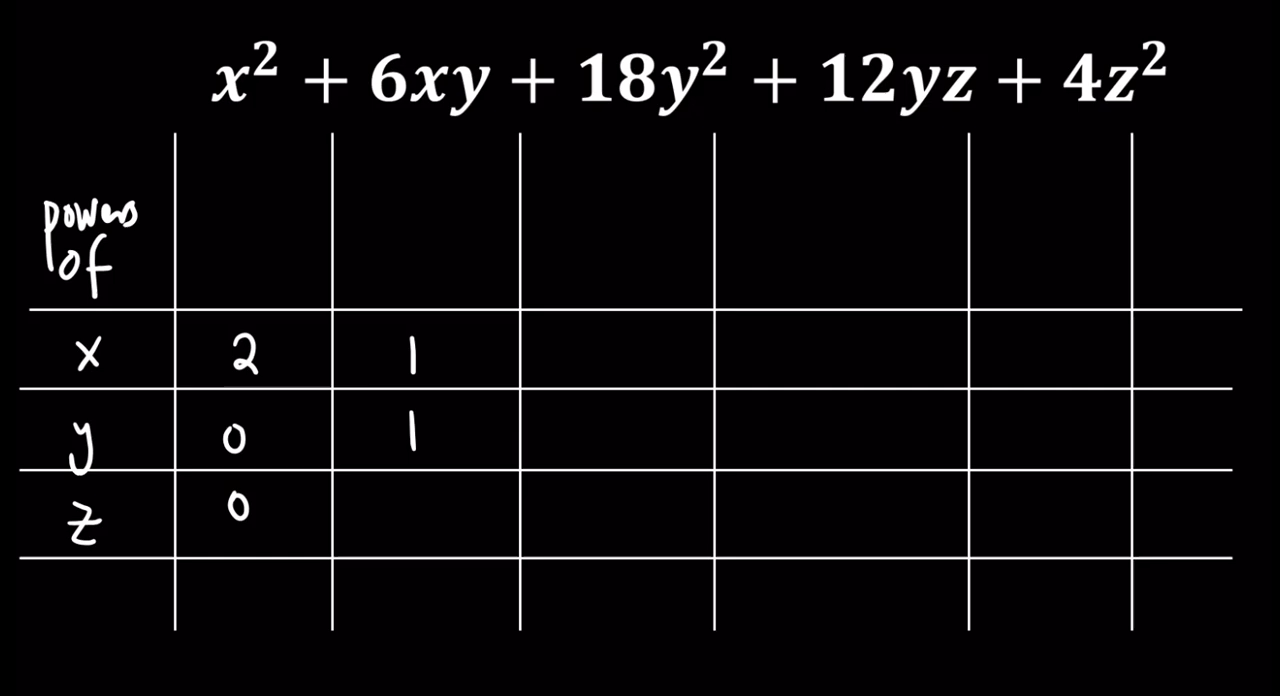 x² + 6xy + 18y² + 12yz + 4z²
powers
of
x 2 1
y 0 1
z 0